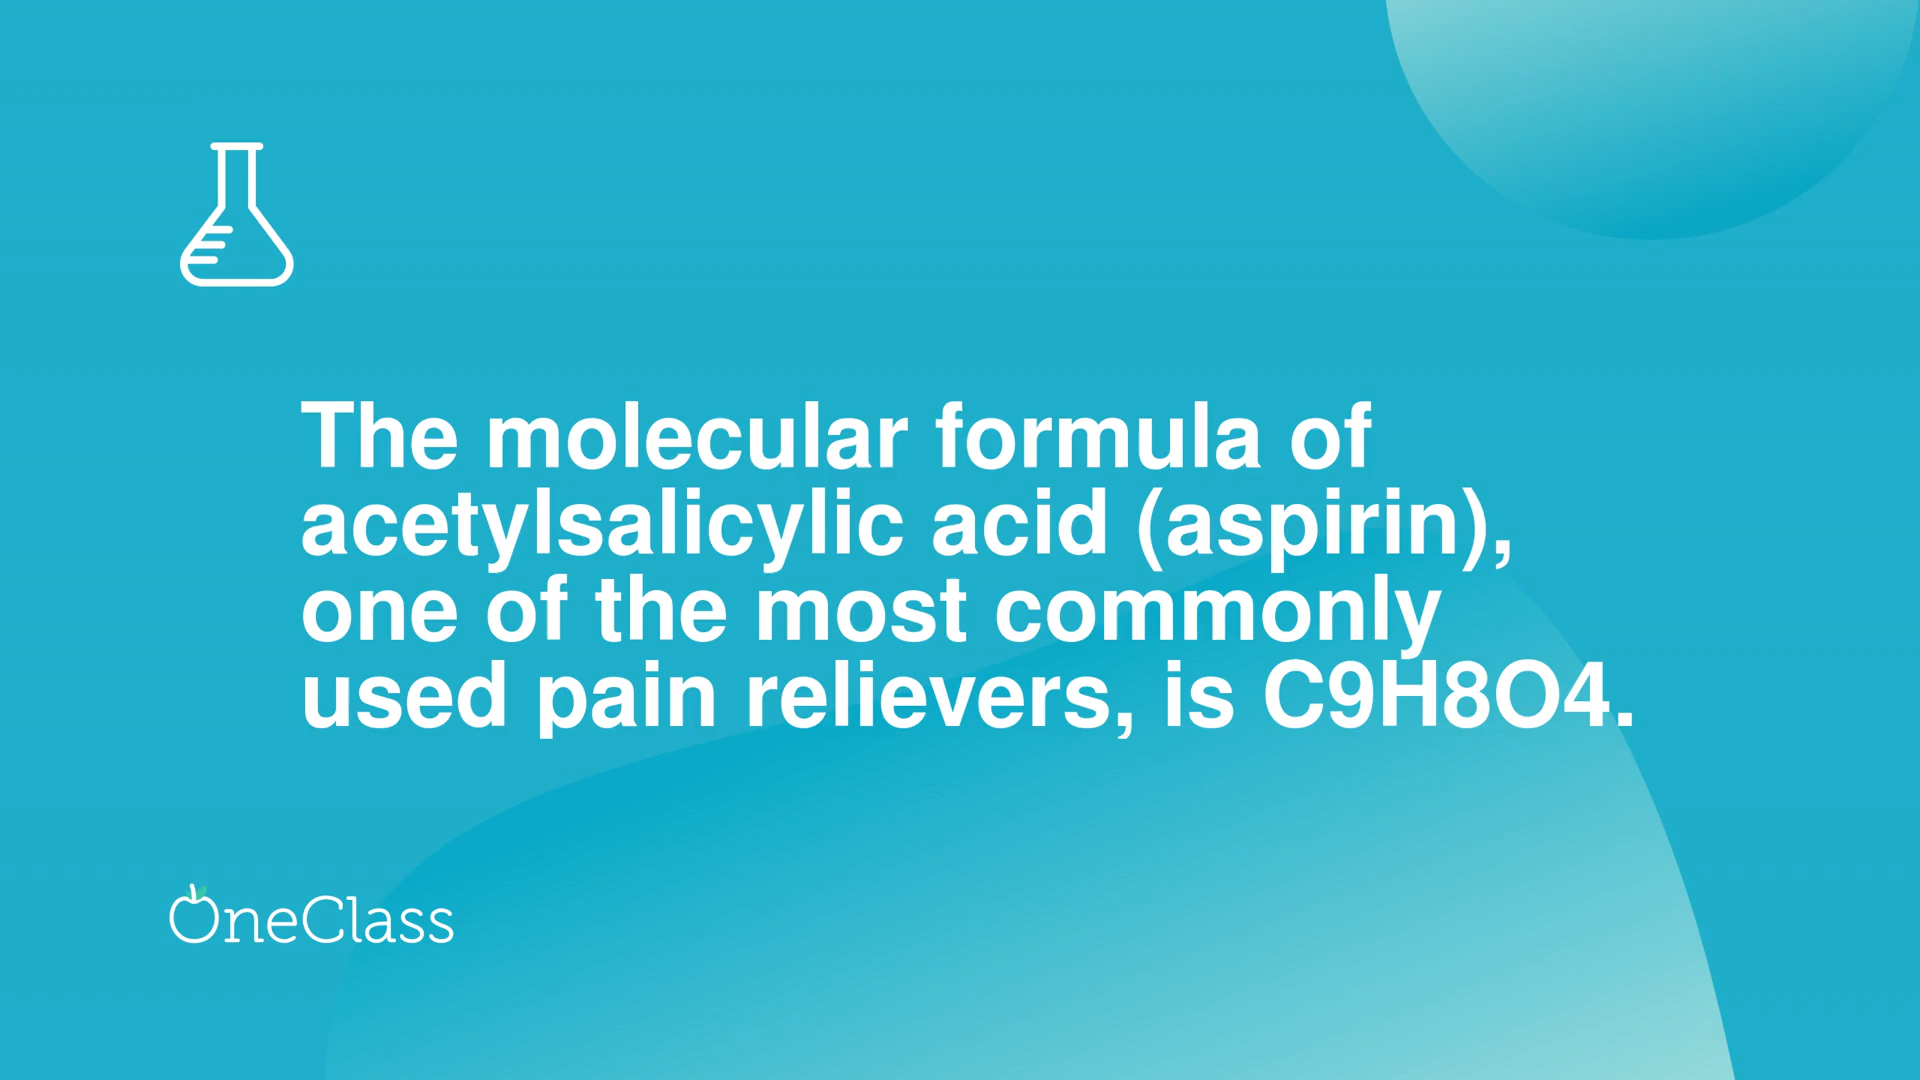 The molecular formula of
acetylsalicylic acid (aspirin),
one of the most commonly
used pain relievers, is C9H8O4.
OneClass